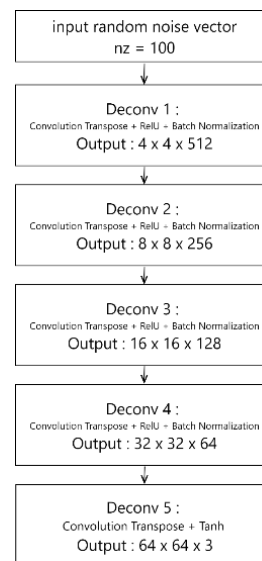 input random noise vector
nz = 100
Deconv 1 :
Convolution Transpose + RelU + Batch Normalization
Output : 4 x 4 x 512
Deconv 2 :
Convolution Transpose + RelU + Batch Normalization
Output : 8 x 8 x 256
Deconv 3 :
Convolution Transpose + RelU + Batch Normalization
Output : 16 x 16 x 128
Deconv 4 :
Convolution Transpose + RelU + Batch Normalization
Output : 32 x 32 x 64
Deconv 5 :
Convolution Transpose + Tanh
Output : 64 x 64 x 3